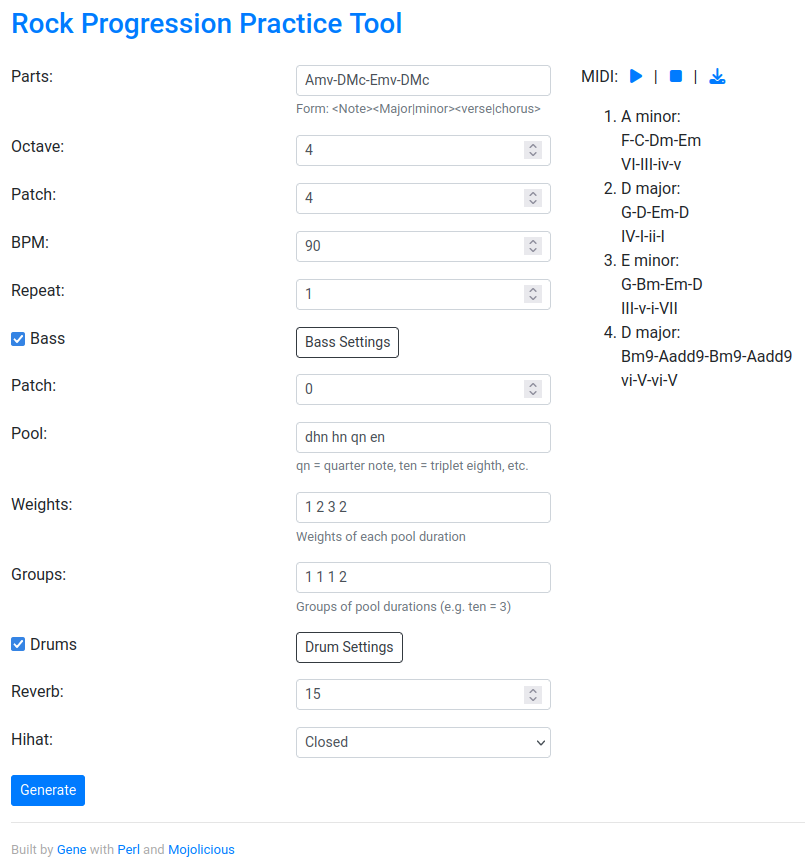 Rock Progression Practice Tool
Parts:
Amv-DMc-Emv-DMc
Form: <Note><Major|minor><verse|chorus>
Octave:
4
Patch:
4
BPM:
90
Repeat:
1
Bass
Bass Settings
Patch:
0
Pool:
dhn hn qn en
qn = quarter note, ten = triplet eighth, etc.
Weights:
1 2 3 2
Weights of each pool duration
Groups:
1 1 1 2
Groups of pool durations (e.g. ten = 3)
Drums
Drum Settings
Reverb:
15
Hihat:
Closed
Generate
MIDI: | |
1. A minor:
F-C-Dm-Em
VI-III-iv-v
2. D major:
G-D-Em-D
IV-I-ii-I
3. E minor:
G-Bm-Em-D
III-v-i-VII
4. D major:
Bm9-Aadd9-Bm9-Aadd9
vi-V-vi-V
Built by Gene with Perl and Mojolicious